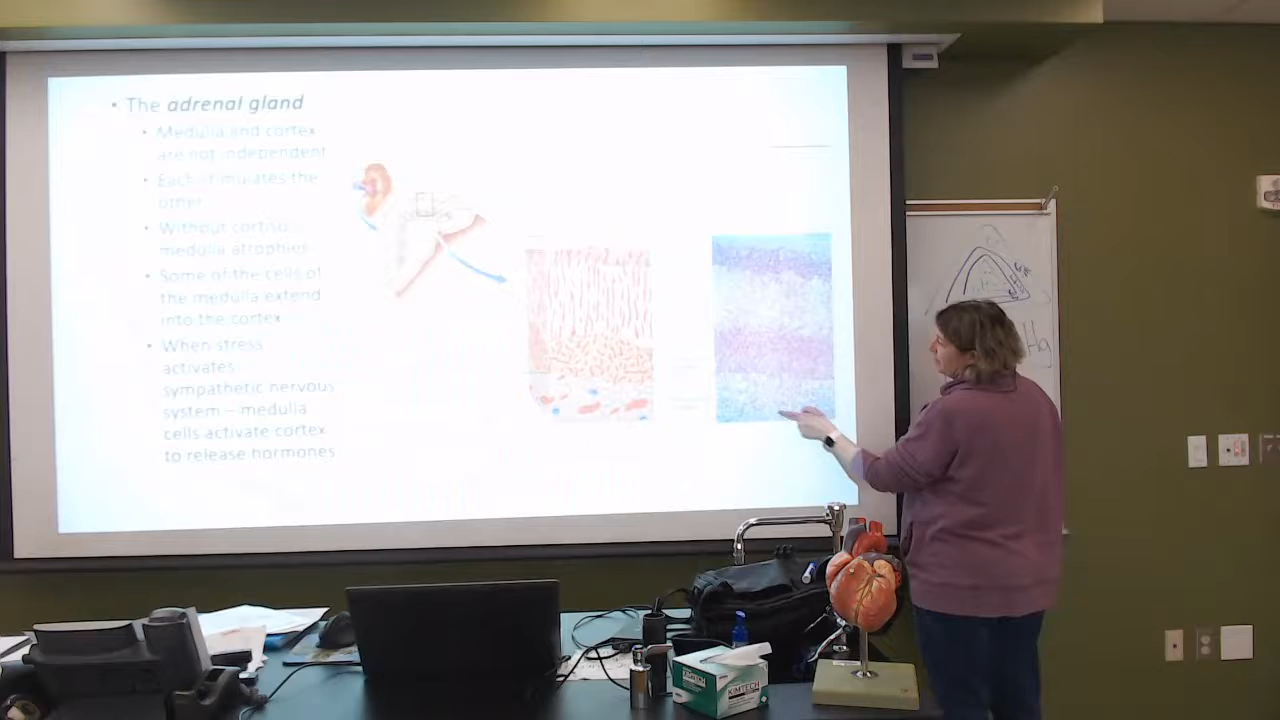 • The adrenal gland
• Medulla and cortex
are not independent
• Each stimulates the
other
• Without cortisol
medulla atrophies
• Some of the cells of
the medulla extend
into the cortex
• When stress
activates
sympathetic nervous
system—medulla
cells activate cortex
to release hormones
Hg
KIMTECH
KIMTECH